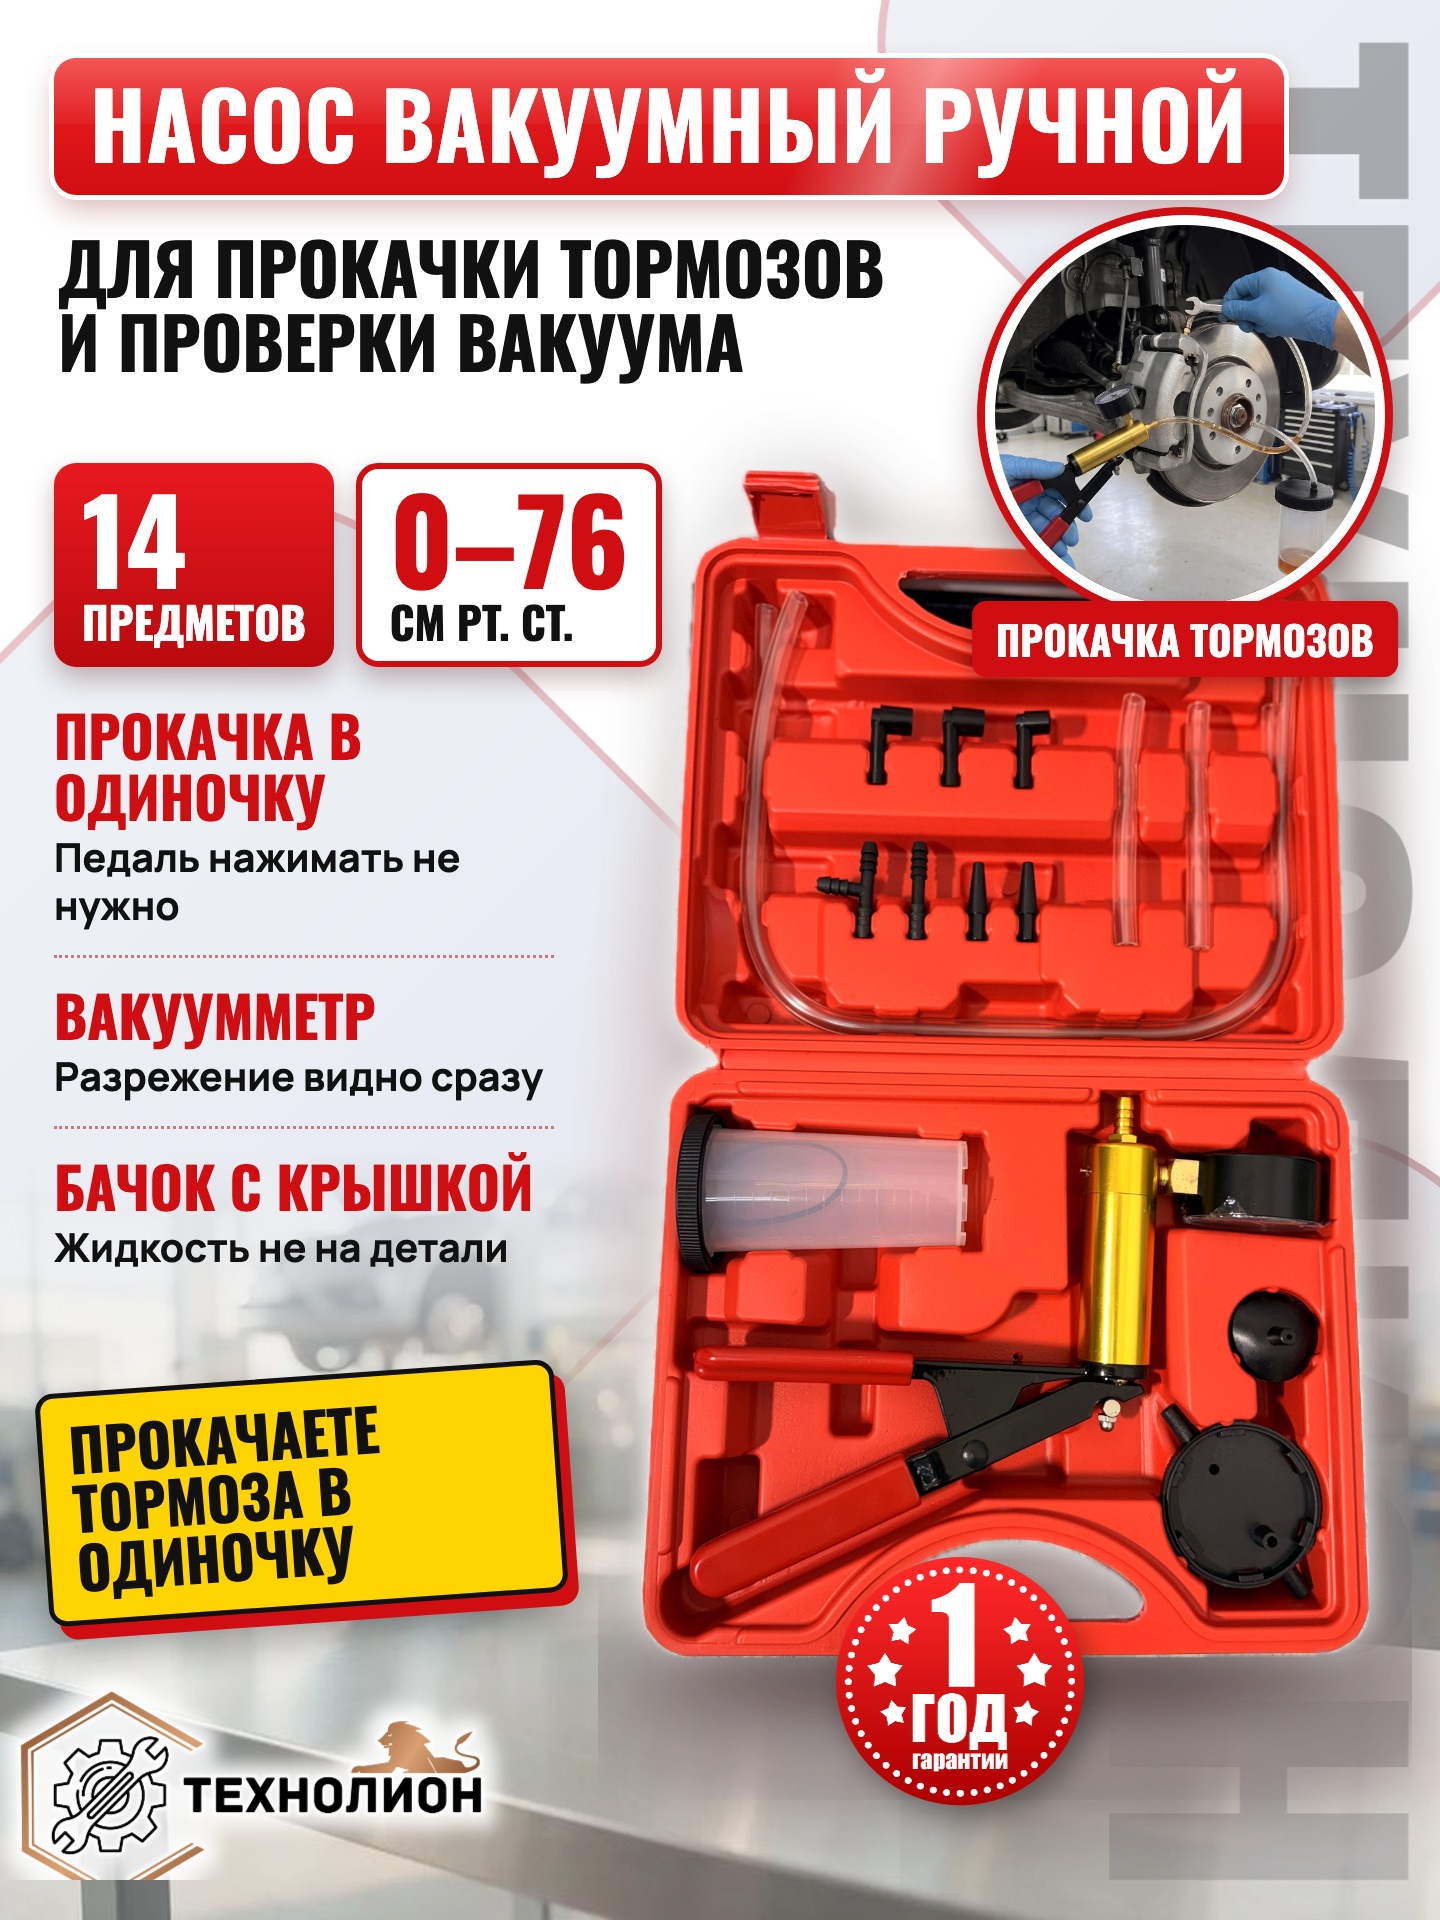 НАСОС ВАКУУМНЫЙ РУЧНОЙ
ДЛЯ ПРОКАЧКИ ТОРМОЗОВ
И ПРОВЕРКИ ВАКУУМА
14
ПРЕДМЕТОВ
0–76
СМ РТ. СТ.
ПРОКАЧКА ТОРМОЗОВ
ПРОКАЧКА В
ОДИНОЧКУ
Педаль нажимать не
нужно
ВАКУУММЕТР
Разрежение видно сразу
БАЧОК С КРЫШКОЙ
Жидкость не на детали
ПРОКАЧАЕТЕ
ТОРМОЗА В
ОДИНОЧКУ
1
ГОД
гарантии
ТЕХНОЛИОН